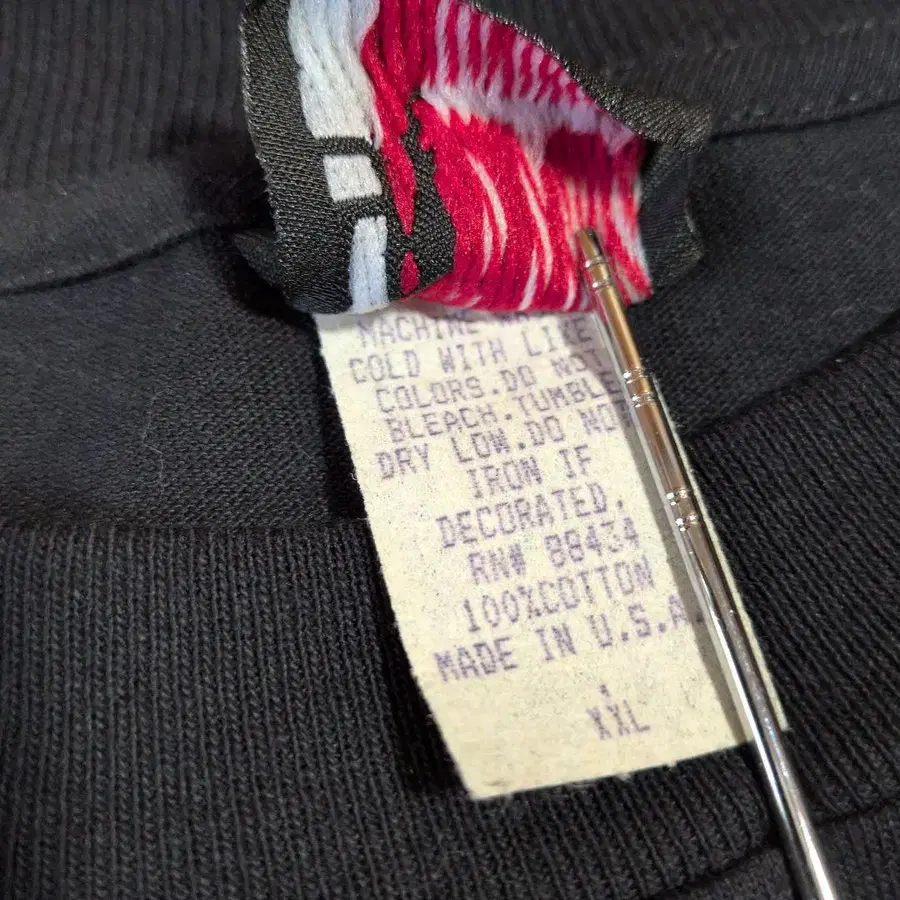 MACHINE
COLD WITH LIKE
COLORS.DO NOT
BLEACH.TUMBLE
DRY LOW.DO NO
IRON IF
DECORATED.
RN# 88434
100%COTTON
MADE IN U.S.A
XXL